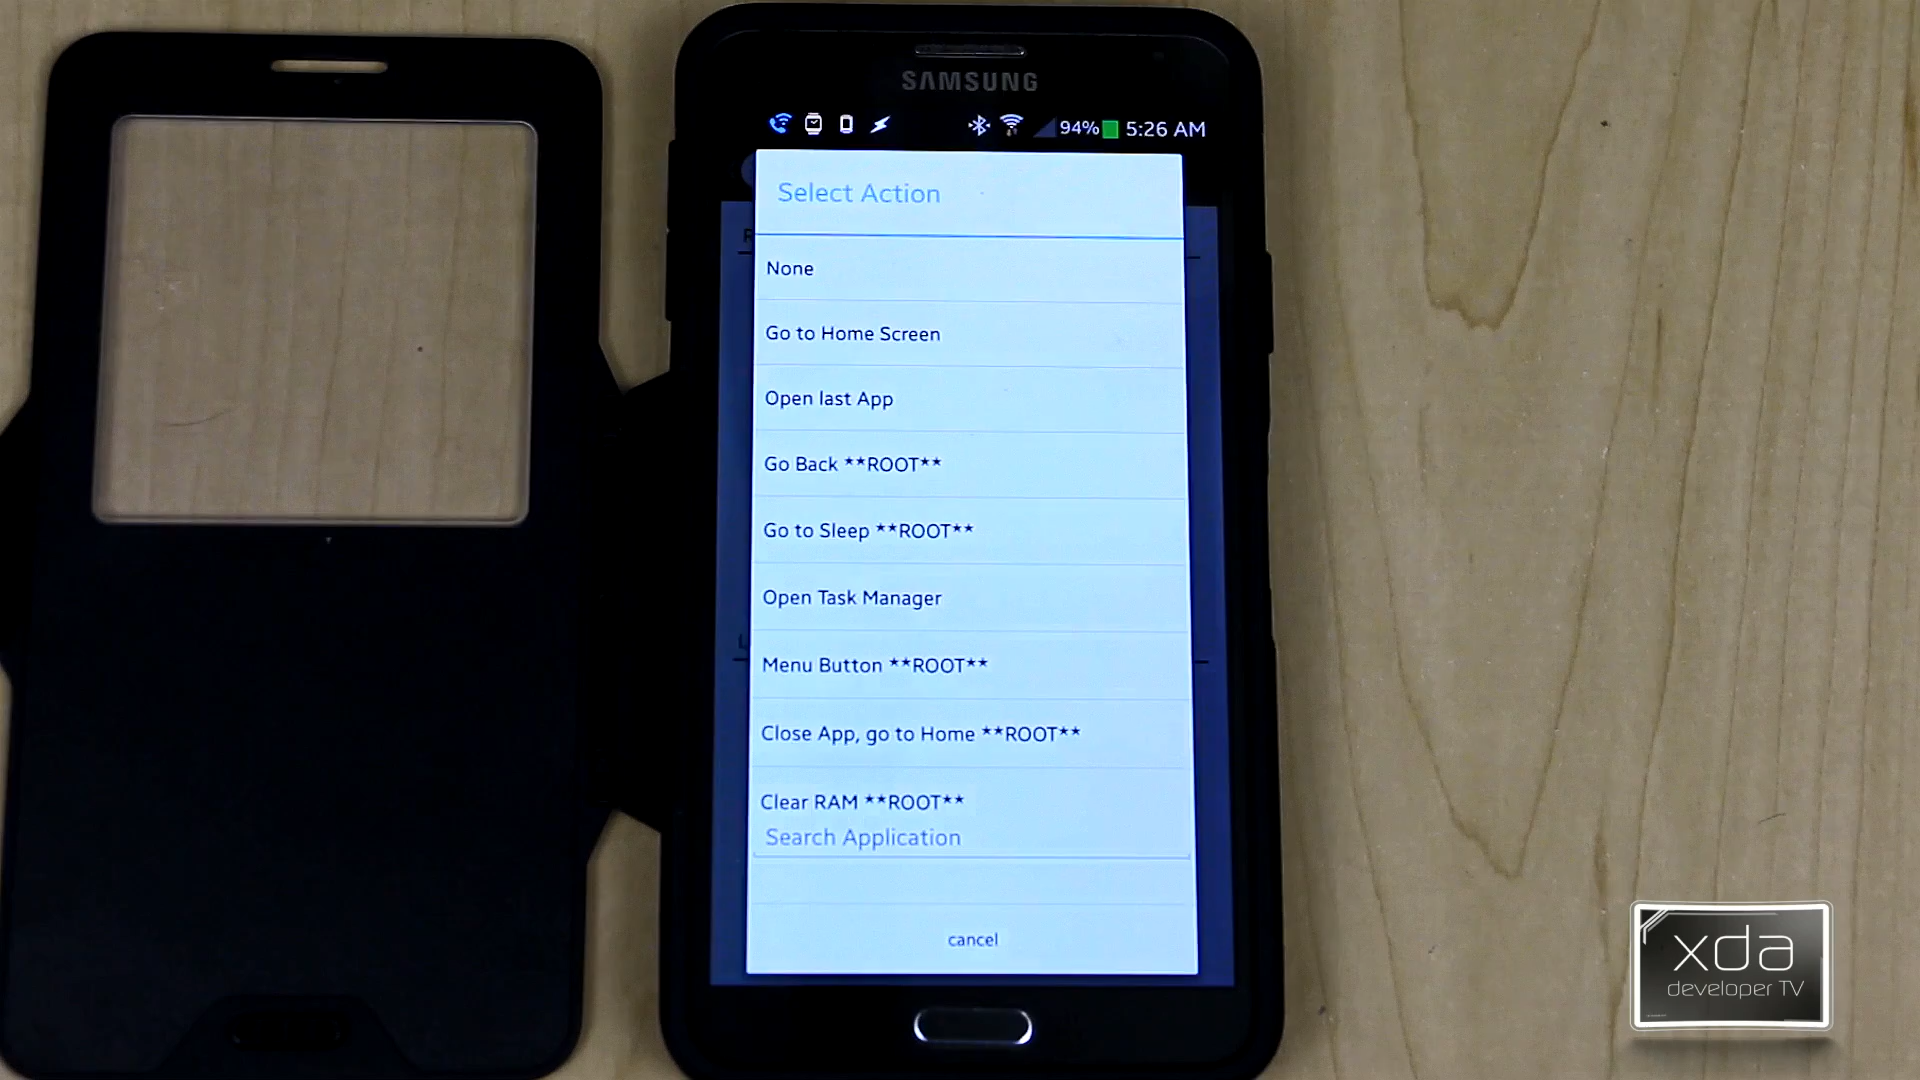 SAMSUNG
94% 5:26 AM
Select Action
None
Go to Home Screen
Open last App
Go Back **ROOT**
Go to Sleep **ROOT**
Open Task Manager
Menu Button **ROOT**
Close App, go to Home **ROOT**
Clear RAM **ROOT**
Search Application
cancel
xda
developer TV